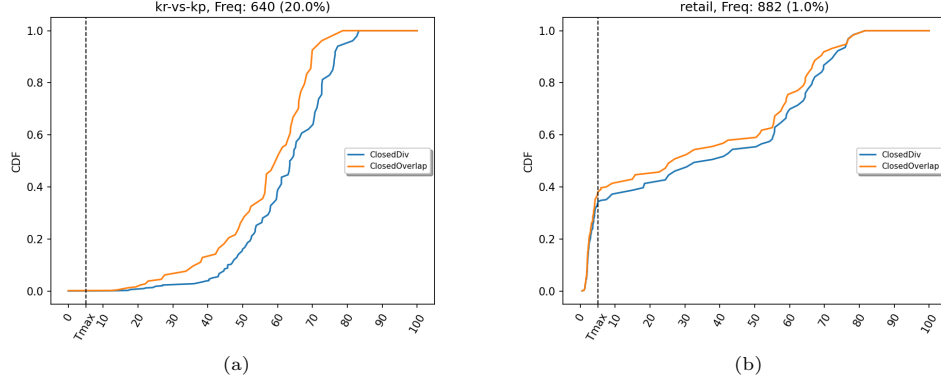 kr-vs-kp, Freq: 640 (20.0%)
CDF
1.0
0.8
0.6
0.4
0.2
0.0
ClosedDiv
ClosedOverlap
0 Tmax 10 20 30 40 50 60 70 80 90 100
(a)
retail, Freq: 882 (1.0%)
CDF
1.0
0.8
0.6
0.4
0.2
0.0
ClosedDiv
ClosedOverlap
0 Tmax 10 20 30 40 50 60 70 80 90 100
(b)